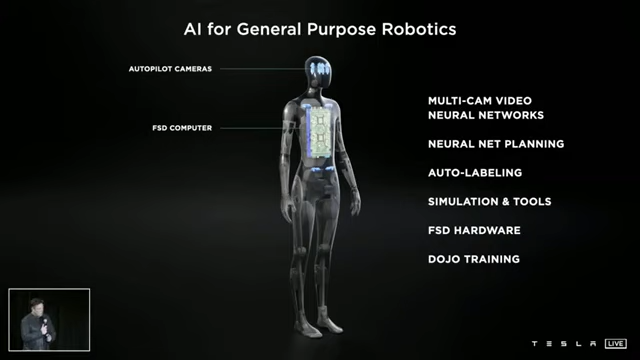 AI for General Purpose Robotics
AUTOPILOT CAMERAS
FSD COMPUTER
MULTI-CAM VIDEO
NEURAL NETWORKS
NEURAL NET PLANNING
AUTO-LABELING
SIMULATION & TOOLS
FSD HARDWARE
DOJO TRAINING
TESLA LIVE